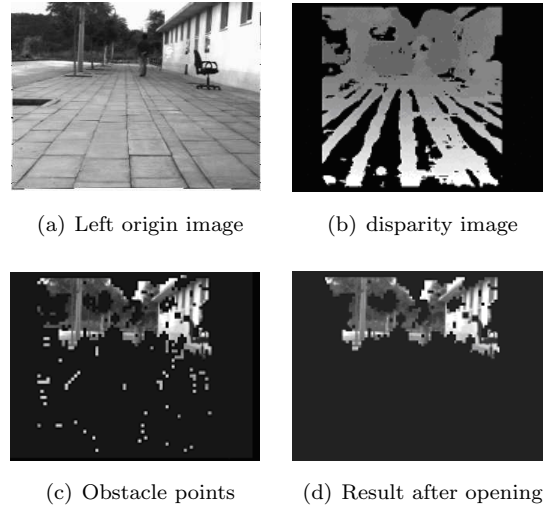 (a) Left origin image
(b) disparity image
(c) Obstacle points
(d) Result after opening